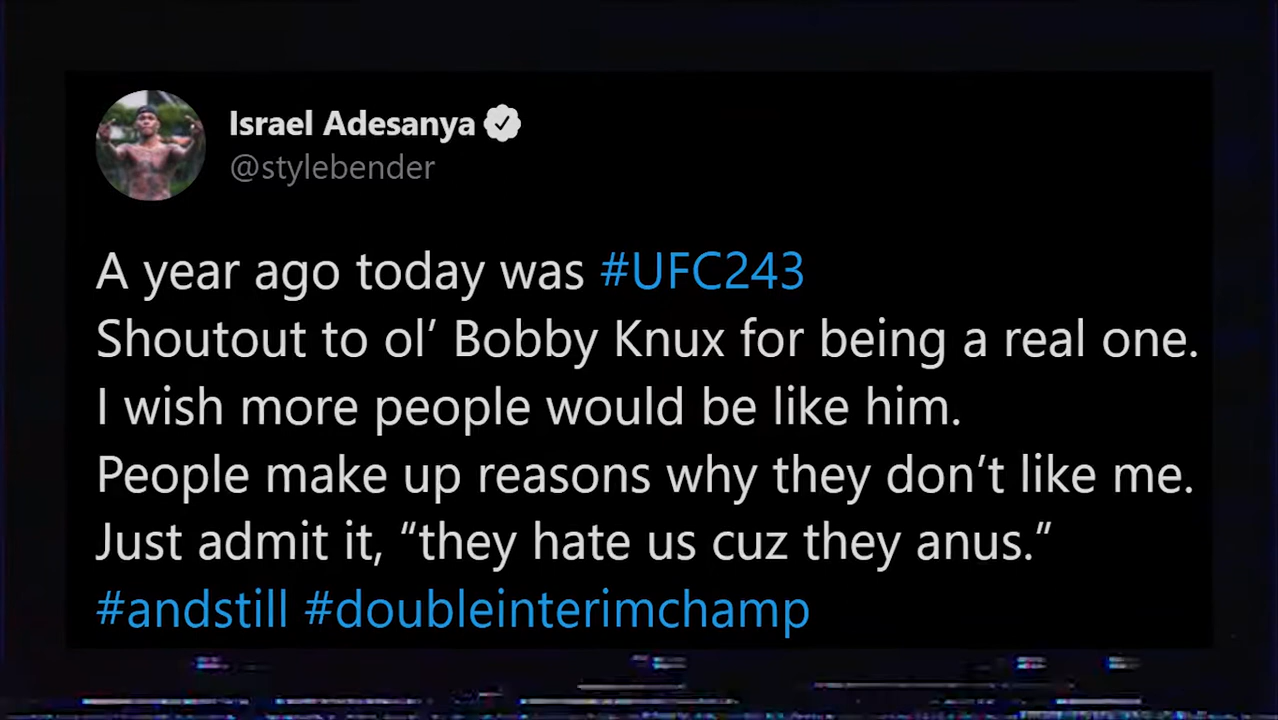 Israel Adesanya
@stylebender
A year ago today was #UFC243
Shoutout to ol’ Bobby Knux for being a real one.
I wish more people would be like him.
People make up reasons why they don’t like me.
Just admit it, “they hate us cuz they anus.”
#andstill #doubleinterimchamp